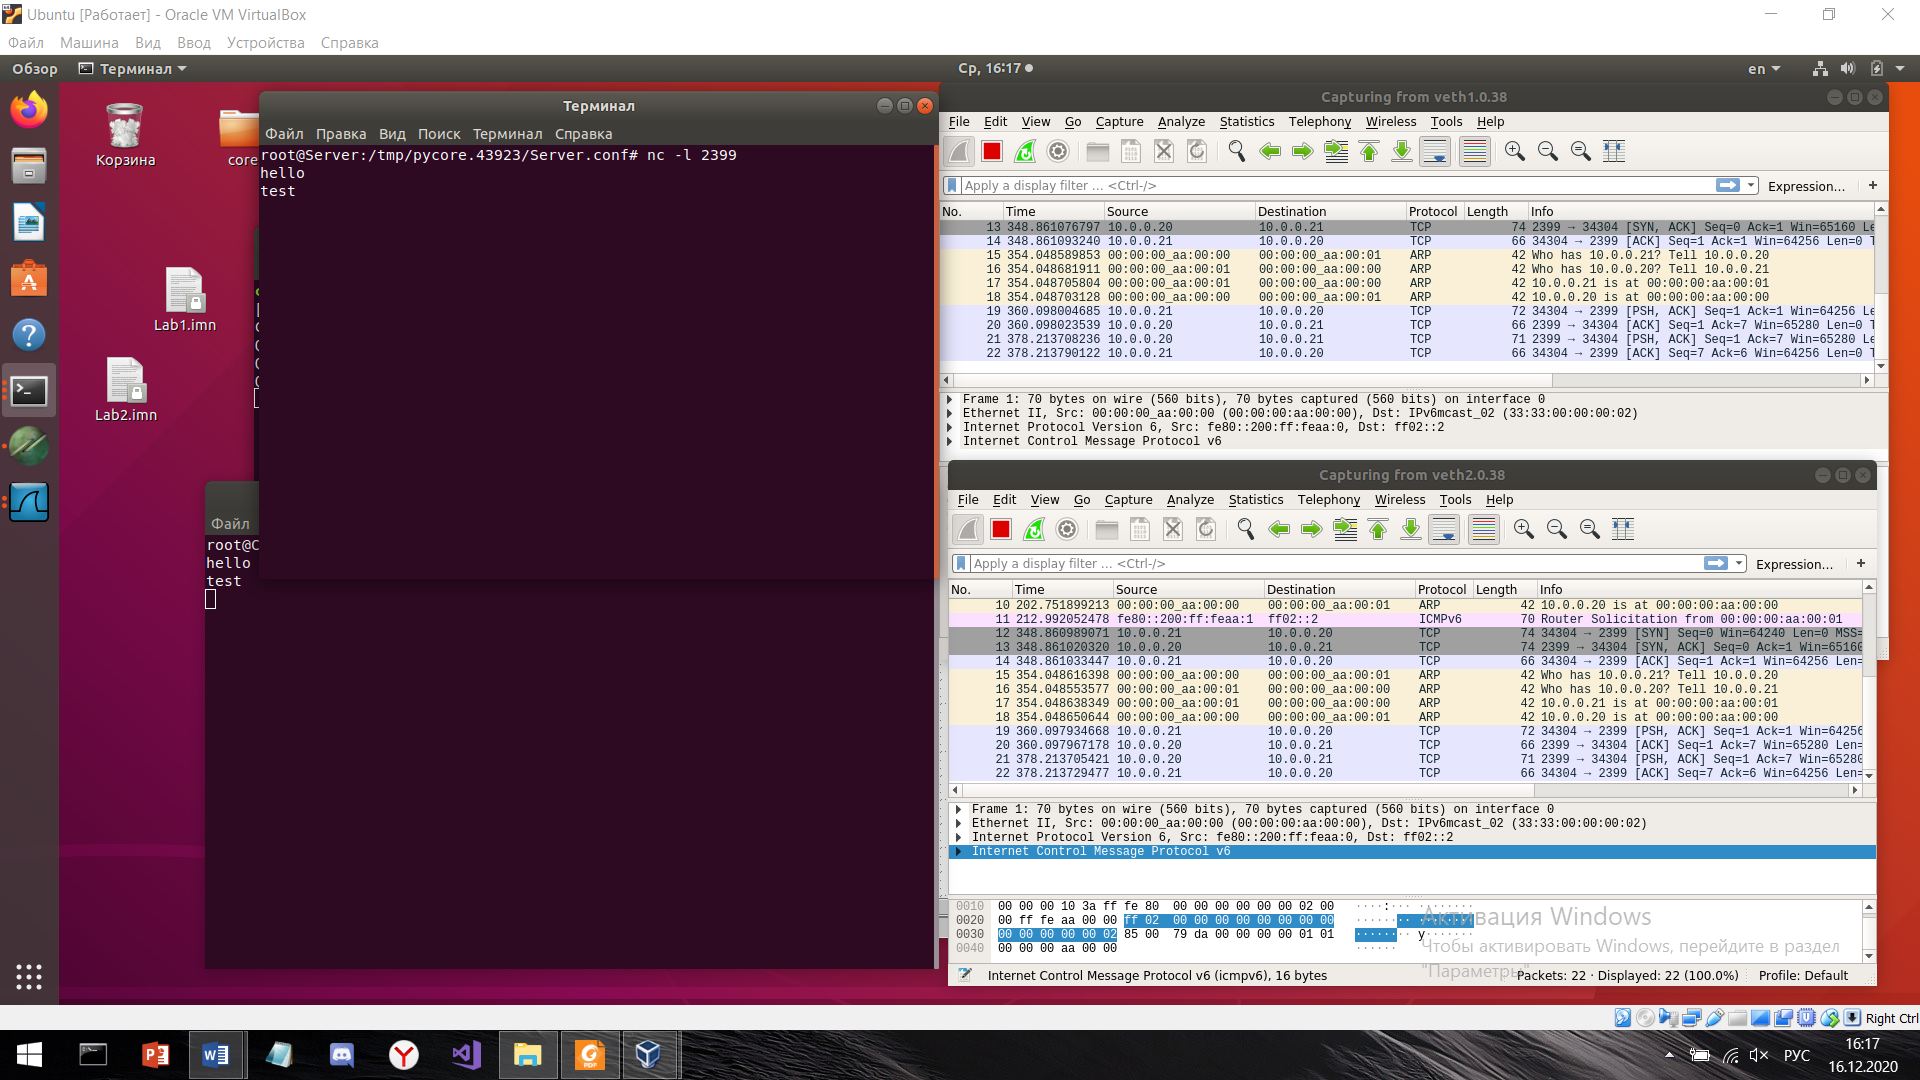 Ubuntu [Работает] - Oracle VM VirtualBox
Файл Машина Вид Ввод Устройства Справка
Обзор Терминал Ср, 16:17 en
Корзина
core
Lab1.imn
Lab2.imn
Терминал
Файл Правка Вид Поиск Терминал Справка
root@Server:/tmp/pycore.43923/Server.conf# nc -l 2399
hello
test
Файл
root@C
hello
test
Capturing from veth1.0.38
File Edit View Go Capture Analyze Statistics Telephony Wireless Tools Help
Apply a display filter ... <Ctrl-/> Expression... +
No. Time Source Destination Protocol Length Info
13 348.861076797 10.0.0.20 10.0.0.21 TCP 74 2399 → 34304 [SYN, ACK] Seq=0 Ack=1 Win=65160 Le
14 348.861093240 10.0.0.21 10.0.0.20 TCP 66 34304 → 2399 [ACK] Seq=1 Ack=1 Win=64256 Len=0 T
15 354.048589853 00:00:00_aa:00:00 00:00:00_aa:00:01 ARP 42 Who has 10.0.0.21? Tell 10.0.0.20
16 354.048681911 00:00:00_aa:00:01 00:00:00_aa:00:00 ARP 42 Who has 10.0.0.20? Tell 10.0.0.21
17 354.048705804 00:00:00_aa:00:01 00:00:00_aa:00:00 ARP 42 10.0.0.21 is at 00:00:00:aa:00:01
18 354.048703128 00:00:00_aa:00:00 00:00:00_aa:00:01 ARP 42 10.0.0.20 is at 00:00:00:aa:00:00
19 360.098004685 10.0.0.21 10.0.0.20 TCP 72 34304 → 2399 [PSH, ACK] Seq=1 Ack=1 Win=64256 Le
20 360.098023539 10.0.0.20 10.0.0.21 TCP 66 2399 → 34304 [ACK] Seq=1 Ack=7 Win=65280 Len=0 T
21 378.213708236 10.0.0.20 10.0.0.21 TCP 71 2399 → 34304 [PSH, ACK] Seq=1 Ack=7 Win=65280 Le
22 378.213790122 10.0.0.21 10.0.0.20 TCP 66 34304 → 2399 [ACK] Seq=7 Ack=6 Win=64256 Len=0 T
Frame 1: 70 bytes on wire (560 bits), 70 bytes captured (560 bits) on interface 0
Ethernet II, Src: 00:00:00_aa:00:00 (00:00:00:aa:00:00), Dst: IPv6mcast_02 (33:33:00:00:00:02)
Internet Protocol Version 6, Src: fe80::200:ff:feaa:0, Dst: ff02::2
Internet Control Message Protocol v6
Capturing from veth2.0.38
File Edit View Go Capture Analyze Statistics Telephony Wireless Tools Help
Apply a display filter ... <Ctrl-/> Expression... +
No. Time Source Destination Protocol Length Info
10 202.751899213 00:00:00_aa:00:00 00:00:00_aa:00:01 ARP 42 10.0.0.20 is at 00:00:00:aa:00:00
11 212.992052478 fe80::200:ff:feaa:1 ff02::2 ICMPv6 70 Router Solicitation from 00:00:00:aa:00:01
12 348.860989071 10.0.0.21 10.0.0.20 TCP 74 34304 → 2399 [SYN] Seq=0 Win=64240 Len=0 MSS=
13 348.861020320 10.0.0.20 10.0.0.21 TCP 74 2399 → 34304 [SYN, ACK] Seq=0 Ack=1 Win=65160
14 348.861033447 10.0.0.21 10.0.0.20 TCP 66 34304 → 2399 [ACK] Seq=1 Ack=1 Win=64256 Len=
15 354.048616398 00:00:00_aa:00:00 00:00:00_aa:00:01 ARP 42 Who has 10.0.0.21? Tell 10.0.0.20
16 354.048553577 00:00:00_aa:00:01 00:00:00_aa:00:00 ARP 42 Who has 10.0.0.20? Tell 10.0.0.21
17 354.048638349 00:00:00_aa:00:01 00:00:00_aa:00:00 ARP 42 10.0.0.21 is at 00:00:00:aa:00:01
18 354.048650644 00:00:00_aa:00:00 00:00:00_aa:00:01 ARP 42 10.0.0.20 is at 00:00:00:aa:00:00
19 360.097934668 10.0.0.21 10.0.0.20 TCP 72 34304 → 2399 [PSH, ACK] Seq=1 Ack=1 Win=64256
20 360.097967178 10.0.0.20 10.0.0.21 TCP 66 2399 → 34304 [ACK] Seq=1 Ack=7 Win=65280 Len=
21 378.213705421 10.0.0.20 10.0.0.21 TCP 71 2399 → 34304 [PSH, ACK] Seq=1 Ack=7 Win=65280
22 378.213729477 10.0.0.21 10.0.0.20 TCP 66 34304 → 2399 [ACK] Seq=7 Ack=6 Win=64256 Len=
Frame 1: 70 bytes on wire (560 bits), 70 bytes captured (560 bits) on interface 0
Ethernet II, Src: 00:00:00_aa:00:00 (00:00:00:aa:00:00), Dst: IPv6mcast_02 (33:33:00:00:00:02)
Internet Protocol Version 6, Src: fe80::200:ff:feaa:0, Dst: ff02::2
Internet Control Message Protocol v6
0010 00 00 00 10 3a ff fe 80 00 00 00 00 00 00 02 00 ····:··· ········
0020 00 ff fe aa 00 00 ff 02 00 00 00 00 00 00 00 00
0030 00 00 00 00 00 02 85 00 79 da 00 00 00 00 01 01 ········ y·······
0040 00 00 00 aa 00 00 ······
Активация Windows
Чтобы активировать Windows, перейдите в раздел
"Параметры"
Internet Control Message Protocol v6 (icmpv6), 16 bytes Packets: 22 · Displayed: 22 (100.0%) Profile: Default
Right Ctrl
РУС
16:17
16.12.2020